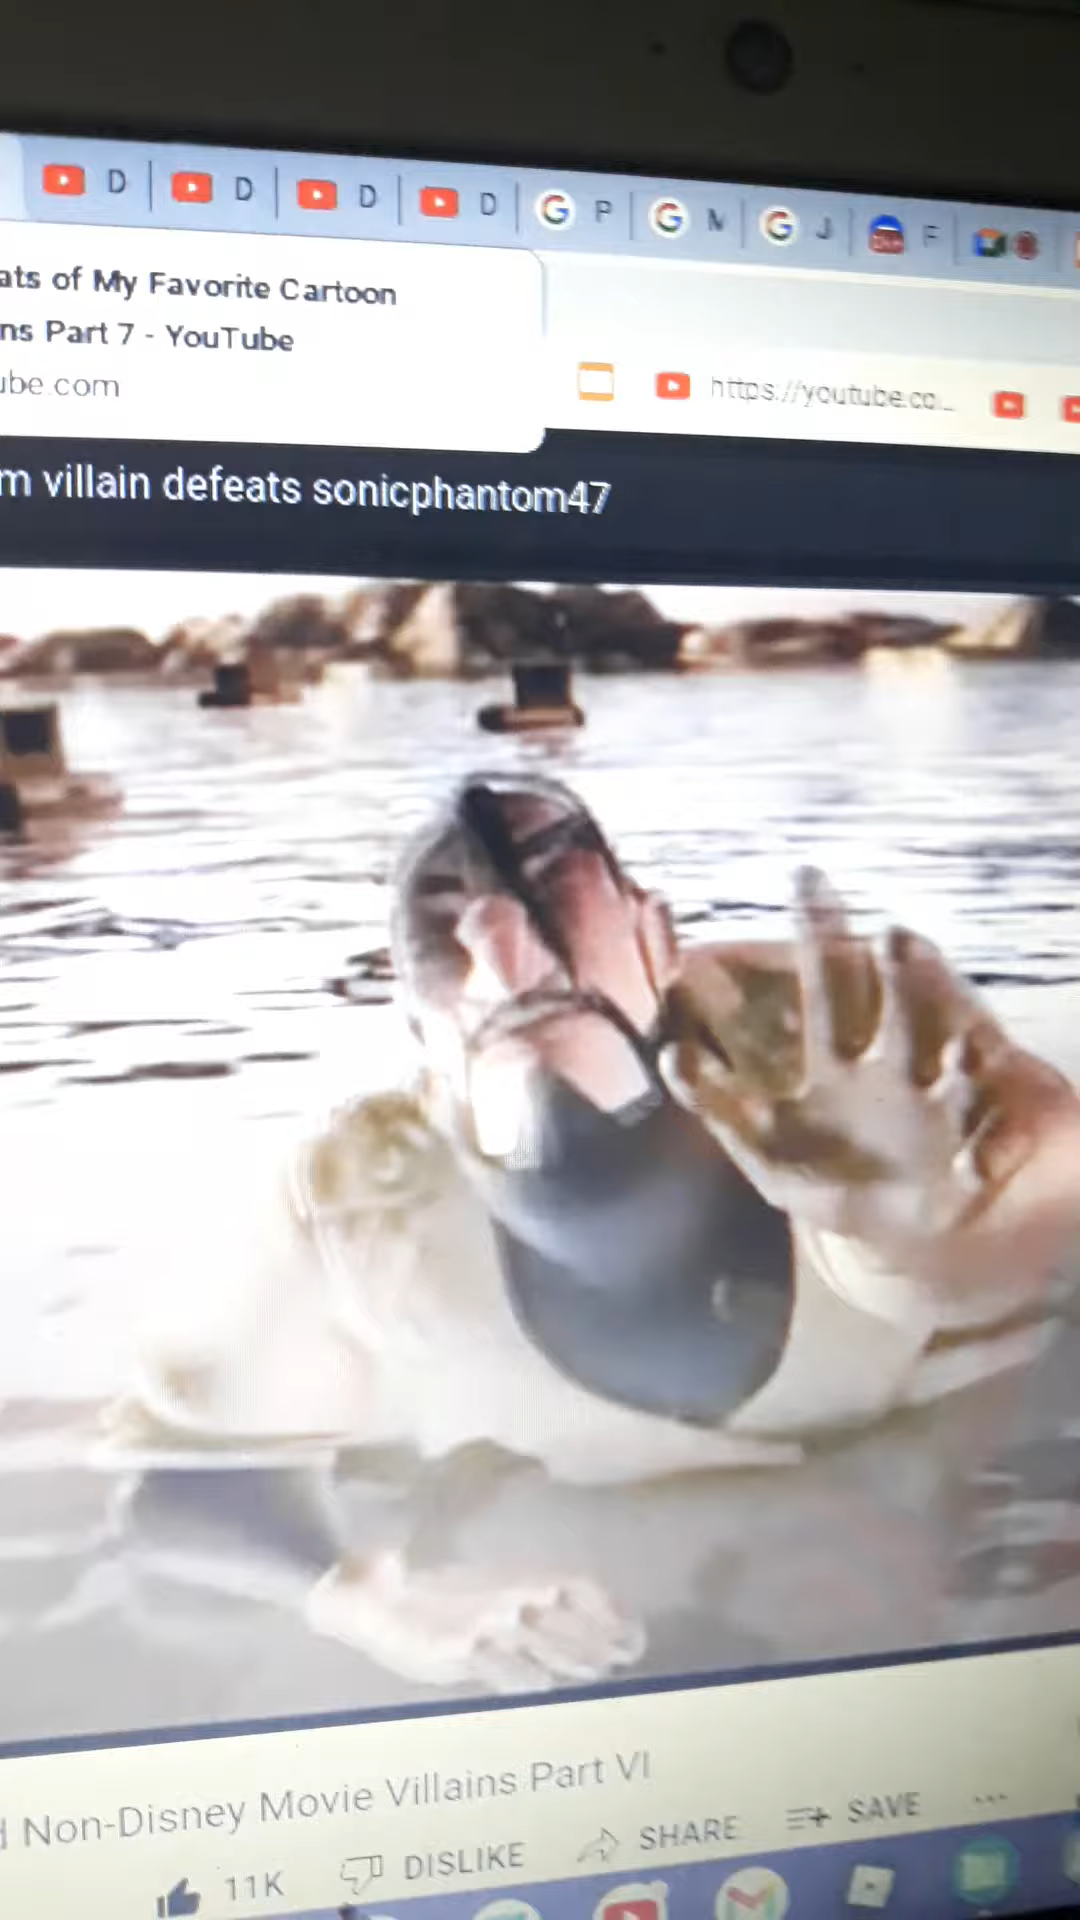 D D D D P M J F
ats of My Favorite Cartoon
ns Part 7 - YouTube
ube.com
https://youtube.co...
m villain defeats sonicphantom47
d Non-Disney Movie Villains Part VI
11K DISLIKE SHARE SAVE